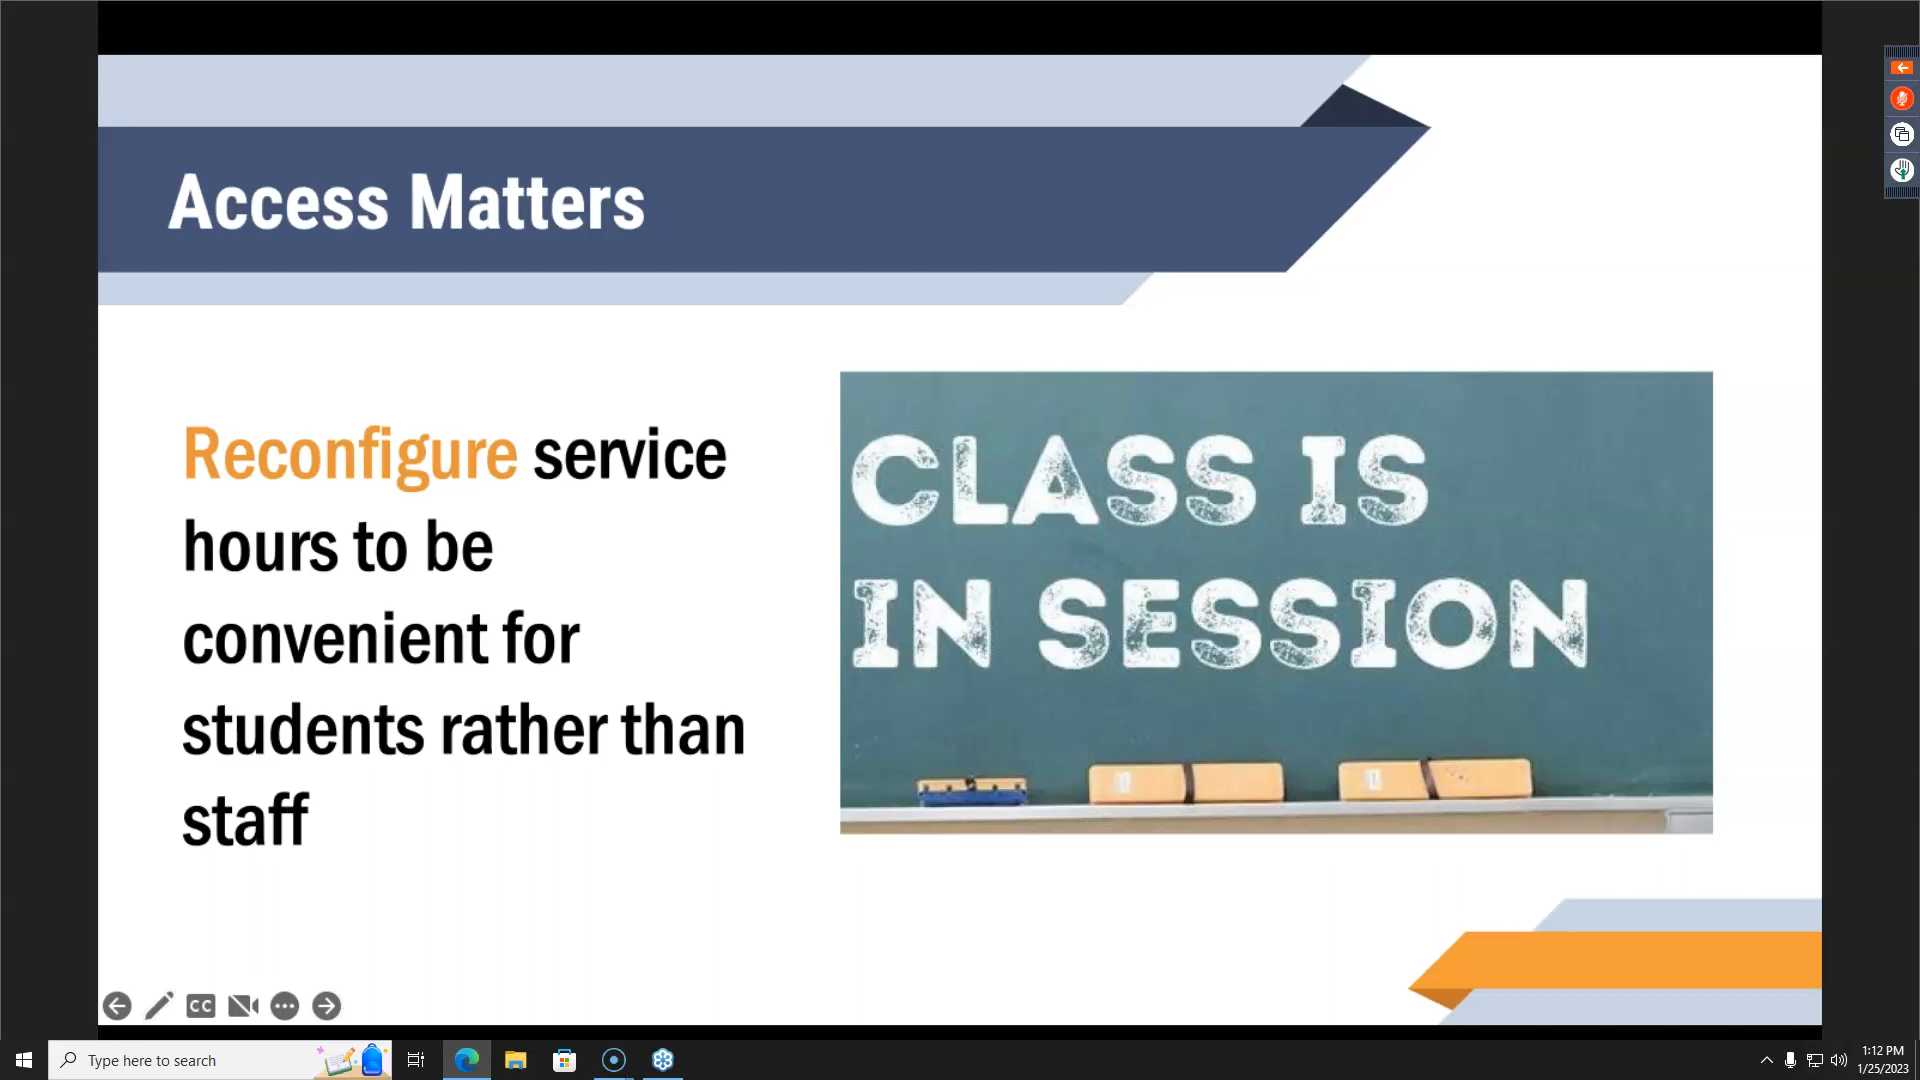 Access Matters
Reconfigure service
hours to be
convenient for
students rather than
staff
CLASS IS
IN SESSION
CC
Type here to search
1:12 PM
1/25/2023